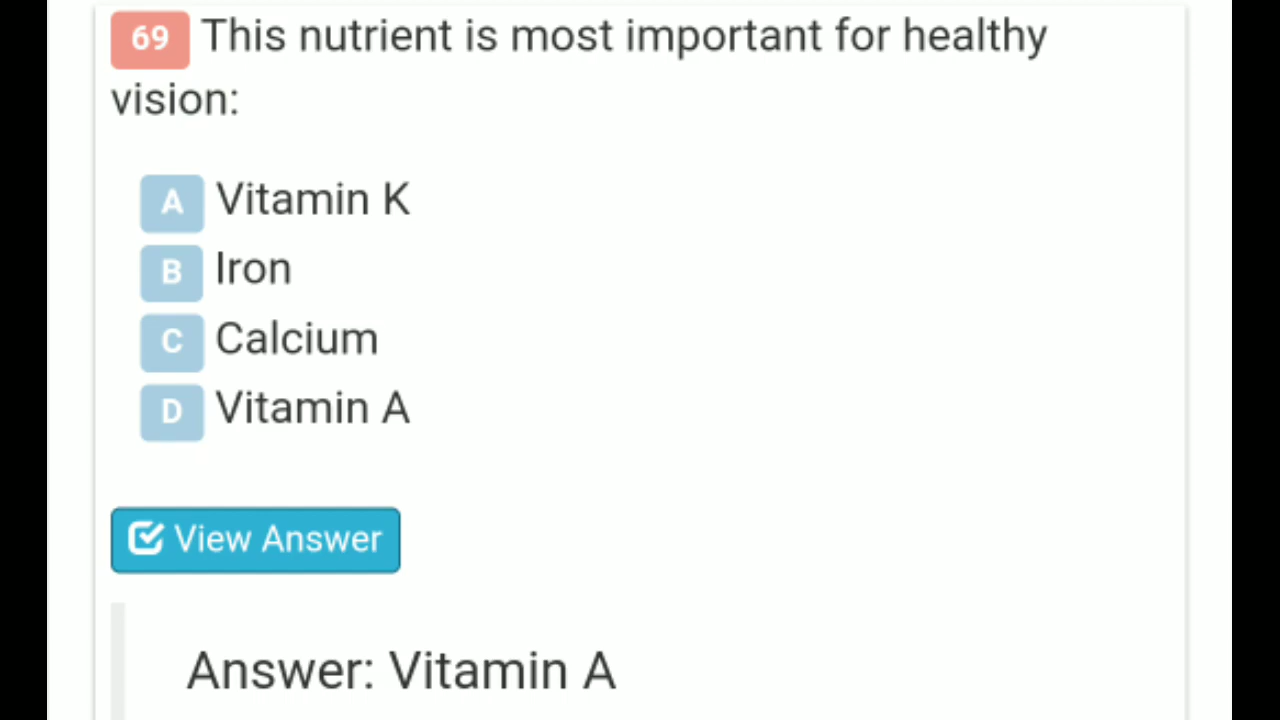 69 This nutrient is most important for healthy
vision:
A Vitamin K
B Iron
C Calcium
D Vitamin A
View Answer
Answer: Vitamin A